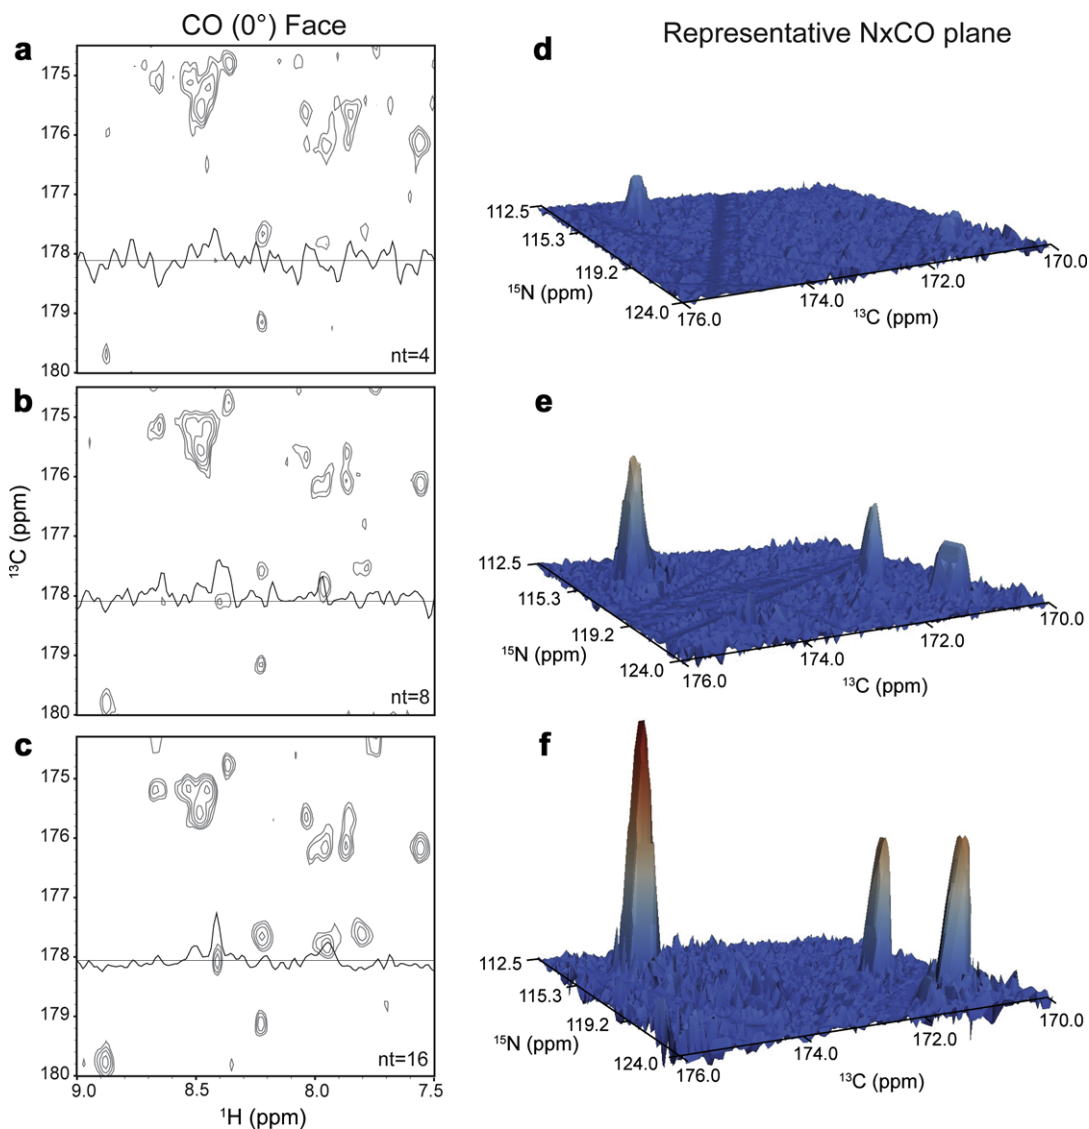 CO (0°) Face
Representative NxCO plane
a
175
176
177
178
179
180
nt=4
b
175
176
177
178
179
180
nt=8
c
175
176
177
178
179
180
nt=16
¹³C (ppm)
9.0 8.5 8.0 7.5
¹H (ppm)
d
112.5
115.3
119.2
124.0
¹⁵N (ppm)
176.0
174.0
172.0
170.0
¹³C (ppm)
e
112.5
115.3
119.2
124.0
¹⁵N (ppm)
176.0
174.0
172.0
170.0
¹³C (ppm)
f
112.5
115.3
119.2
124.0
¹⁵N (ppm)
176.0
174.0
172.0
170.0
¹³C (ppm)